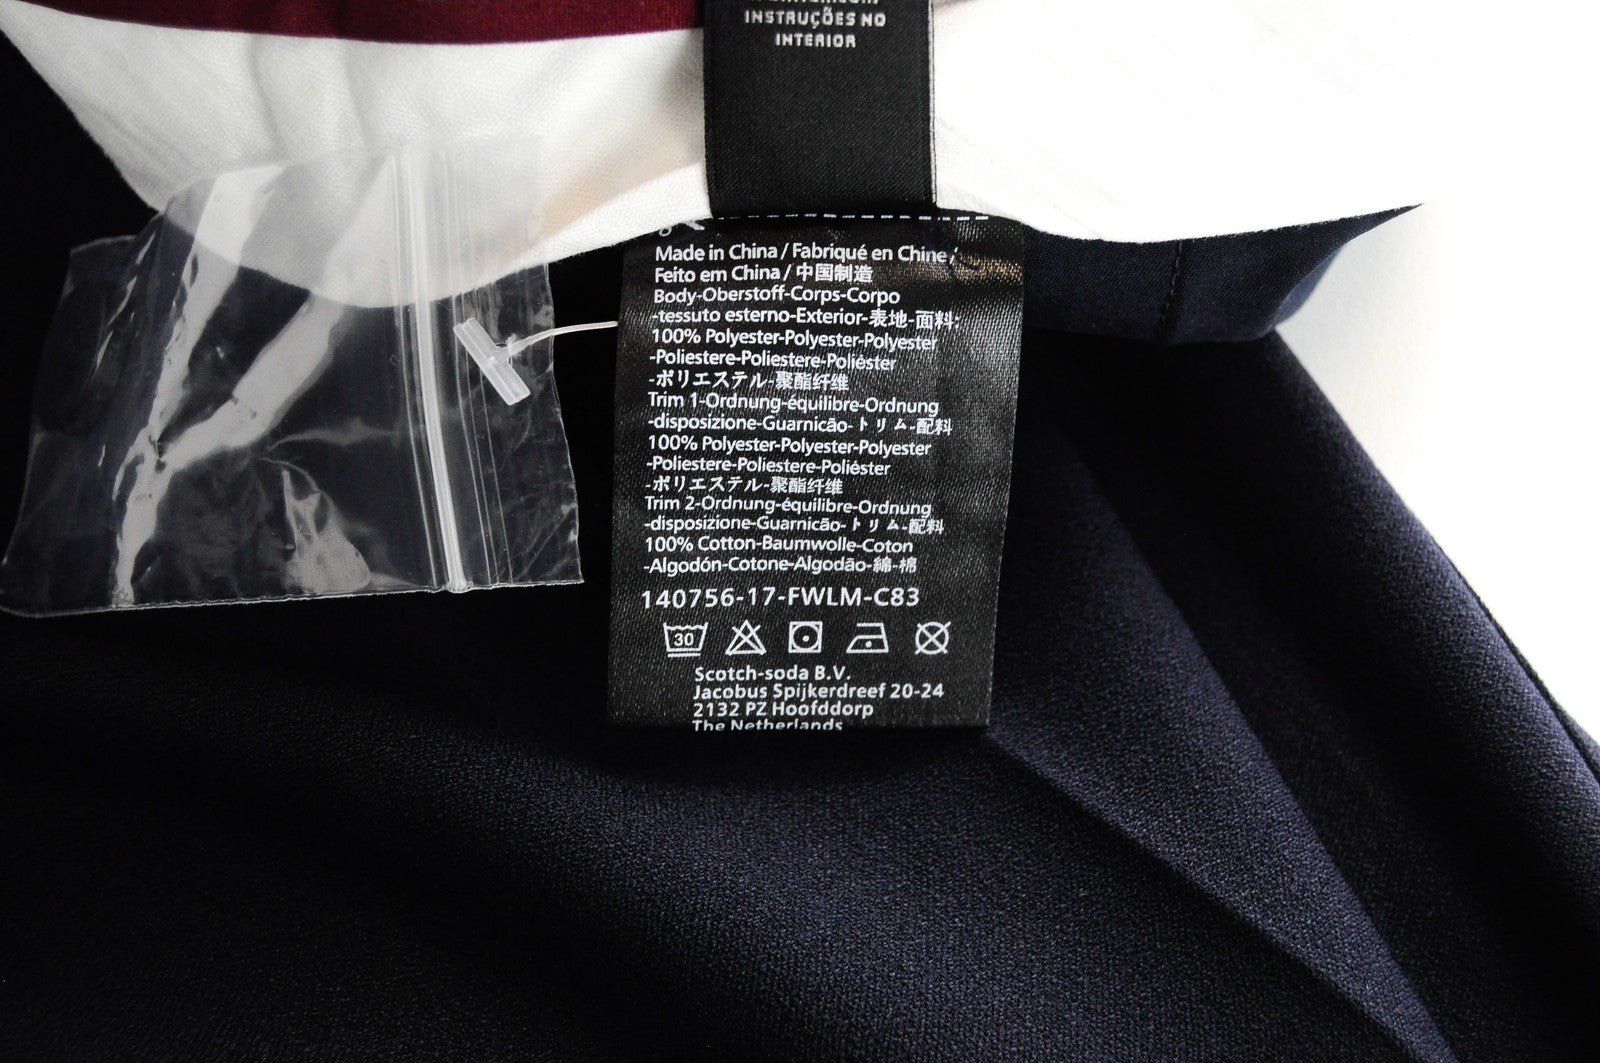 INSTRUÇÕES NO
INTERIOR
Made in China / Fabriqué en Chine /
Feito em China / 中国制造
Body-Oberstoff-Corps-Corpo
-tessuto esterno-Exterior-表地-面料:
100% Polyester-Polyester-Polyester
-Poliestere-Poliestere-Poliéster
-ポリエステル-聚酯纤维
Trim 1-Ordnung-équilibre-Ordnung
-disposizione-Guarnicão-トリム-配料
100% Polyester-Polyester-Polyester
-Poliestere-Poliestere-Poliéster
-ポリエステル-聚酯纤维
Trim 2-Ordnung-équilibre-Ordnung
-disposizione-Guarnicão-トリム-配料
100% Cotton-Baumwolle-Coton
-Algodón-Cotone-Algodão-綿-棉
140756-17-FWLM-C83
30
Scotch-soda B.V.
Jacobus Spijkerdreef 20-24
2132 PZ Hoofddorp
The Netherlands